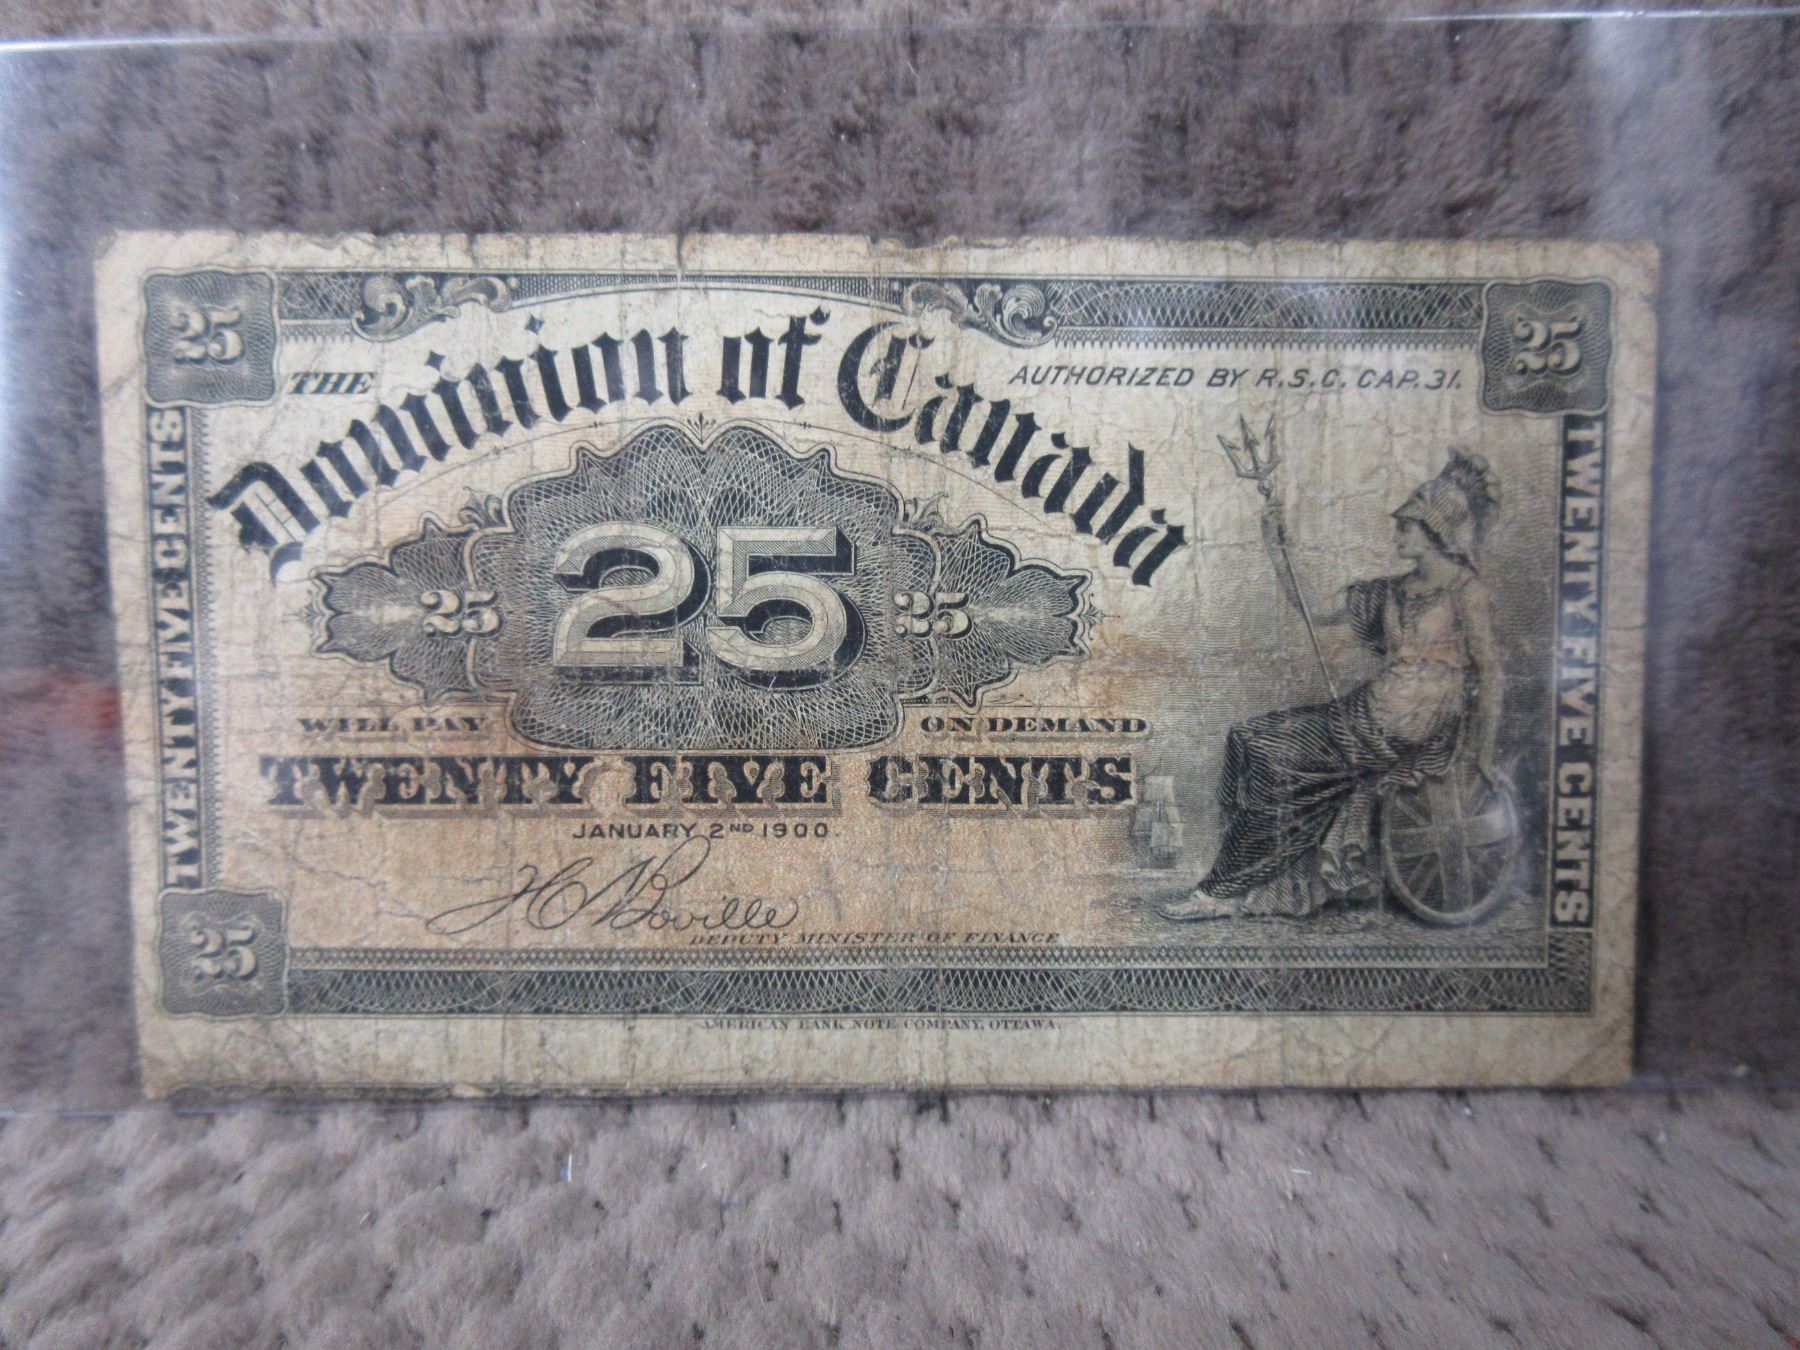 25
25
THE Dominion of Canada
AUTHORIZED BY R.S.C. CAP. 31.
TWENTY FIVE CENTS
25 25 25
TWENTY FIVE CENTS
WILL PAY ON DEMAND
TWENTY FIVE CENTS
JANUARY 2ND 1900.
H C N Boville
DEPUTY MINISTER OF FINANCE
25
AMERICAN BANK NOTE COMPANY, OTTAWA.